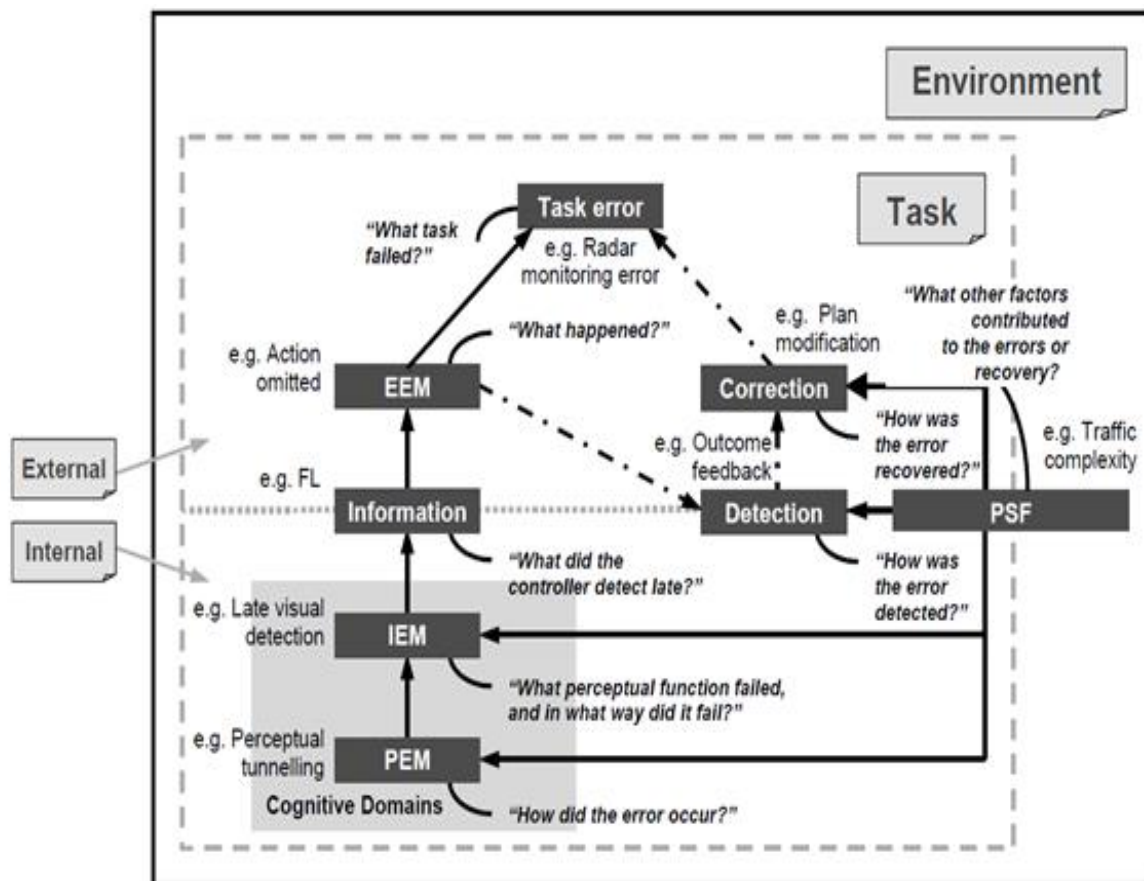 Environment
Task
Task error
“What task
failed?”
e.g. Radar
monitoring error
“What other factors
contributed
to the errors or
recovery?
“What happened?”
e.g. Plan
modification
e.g. Action
omitted
EEM
Correction
“How was
the error
recovered?”
e.g. Traffic
complexity
External
e.g. Outcome
feedback
e.g. FL
Information
Detection
PSF
Internal
“What did the
controller detect late?”
“How was
the error
detected?”
e.g. Late visual
detection
IEM
“What perceptual function failed,
and in what way did it fail?”
e.g. Perceptual
tunnelling
PEM
Cognitive Domains
“How did the error occur?”